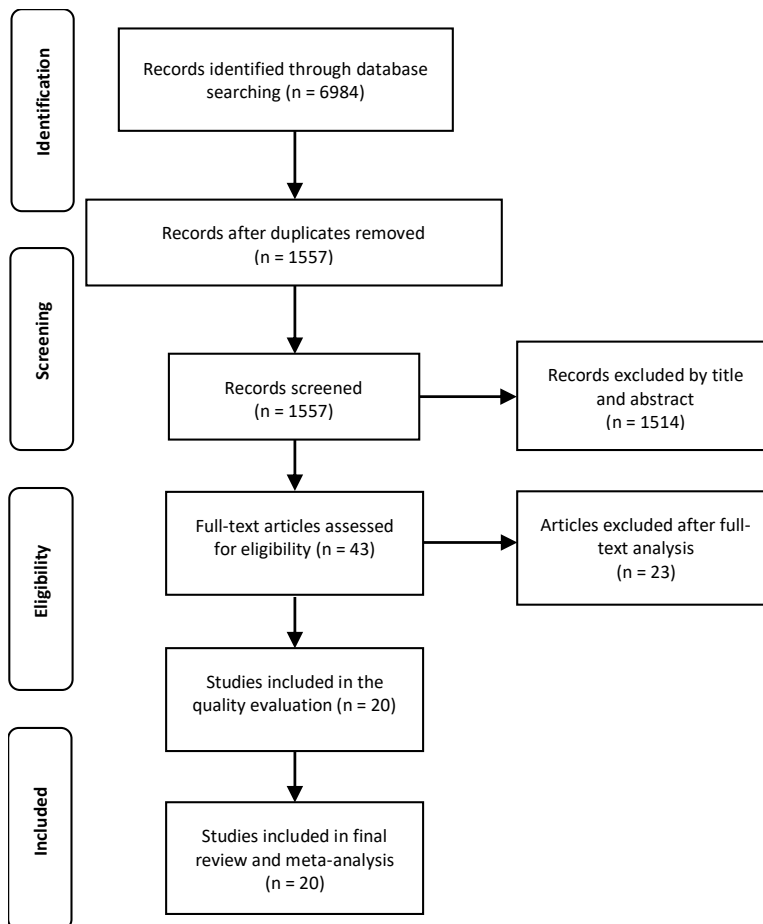 Identification
Records identified through database
searching (n = 6984)
Records after duplicates removed
(n = 1557)
Screening
Records screened
(n = 1557)
Records excluded by title
and abstract
(n = 1514)
Eligibility
Full-text articles assessed
for eligibility (n = 43)
Articles excluded after full-
text analysis
(n = 23)
Studies included in the
quality evaluation (n = 20)
Included
Studies included in final
review and meta-analysis
(n = 20)